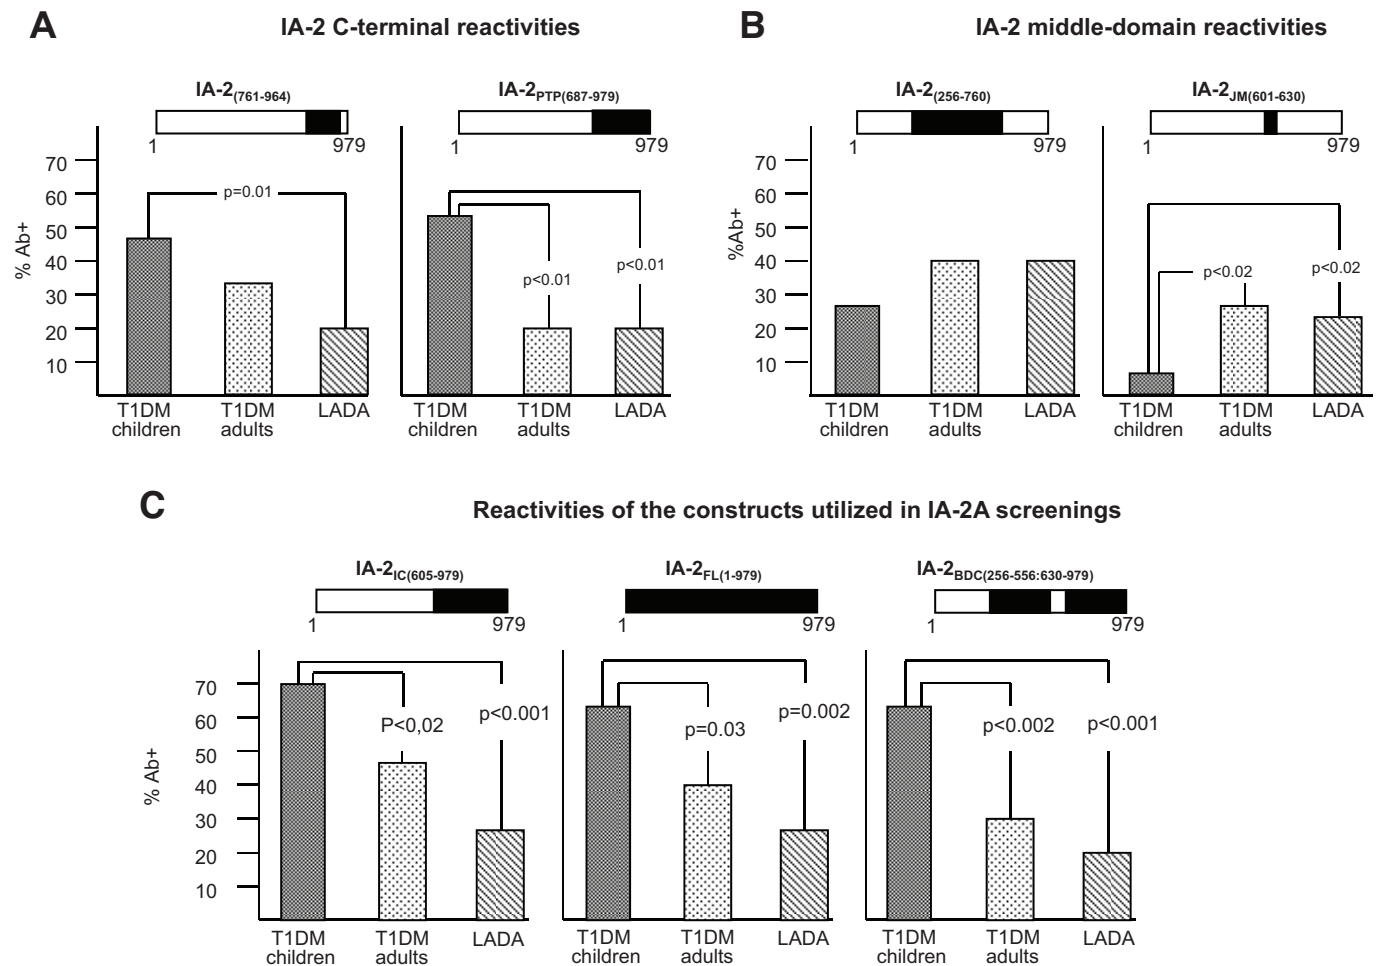 A
IA-2 C-terminal reactivities
IA-2(761-964)
1
979
IA-2PTP(687-979)
1
979
% Ab+
70
60
50
40
30
20
10
p=0.01
p<0.01
p<0.01
T1DM
children
T1DM
adults
LADA
T1DM
children
T1DM
adults
LADA
B
IA-2 middle-domain reactivities
IA-2(256-760)
1
979
IA-2JM(601-630)
1
979
%Ab+
70
60
50
40
30
20
10
p<0.02
p<0.02
T1DM
children
T1DM
adults
LADA
T1DM
children
T1DM
adults
LADA
C
Reactivities of the constructs utilized in IA-2A screenings
IA-2IC(605-979)
1
979
IA-2FL(1-979)
1
979
IA-2BDC(256-556:630-979)
1
979
% Ab+
70
60
50
40
30
20
10
P<0,02
p<0.001
p=0.03
p=0.002
p<0.002
p<0.001
T1DM
children
T1DM
adults
LADA
T1DM
children
T1DM
adults
LADA
T1DM
children
T1DM
adults
LADA